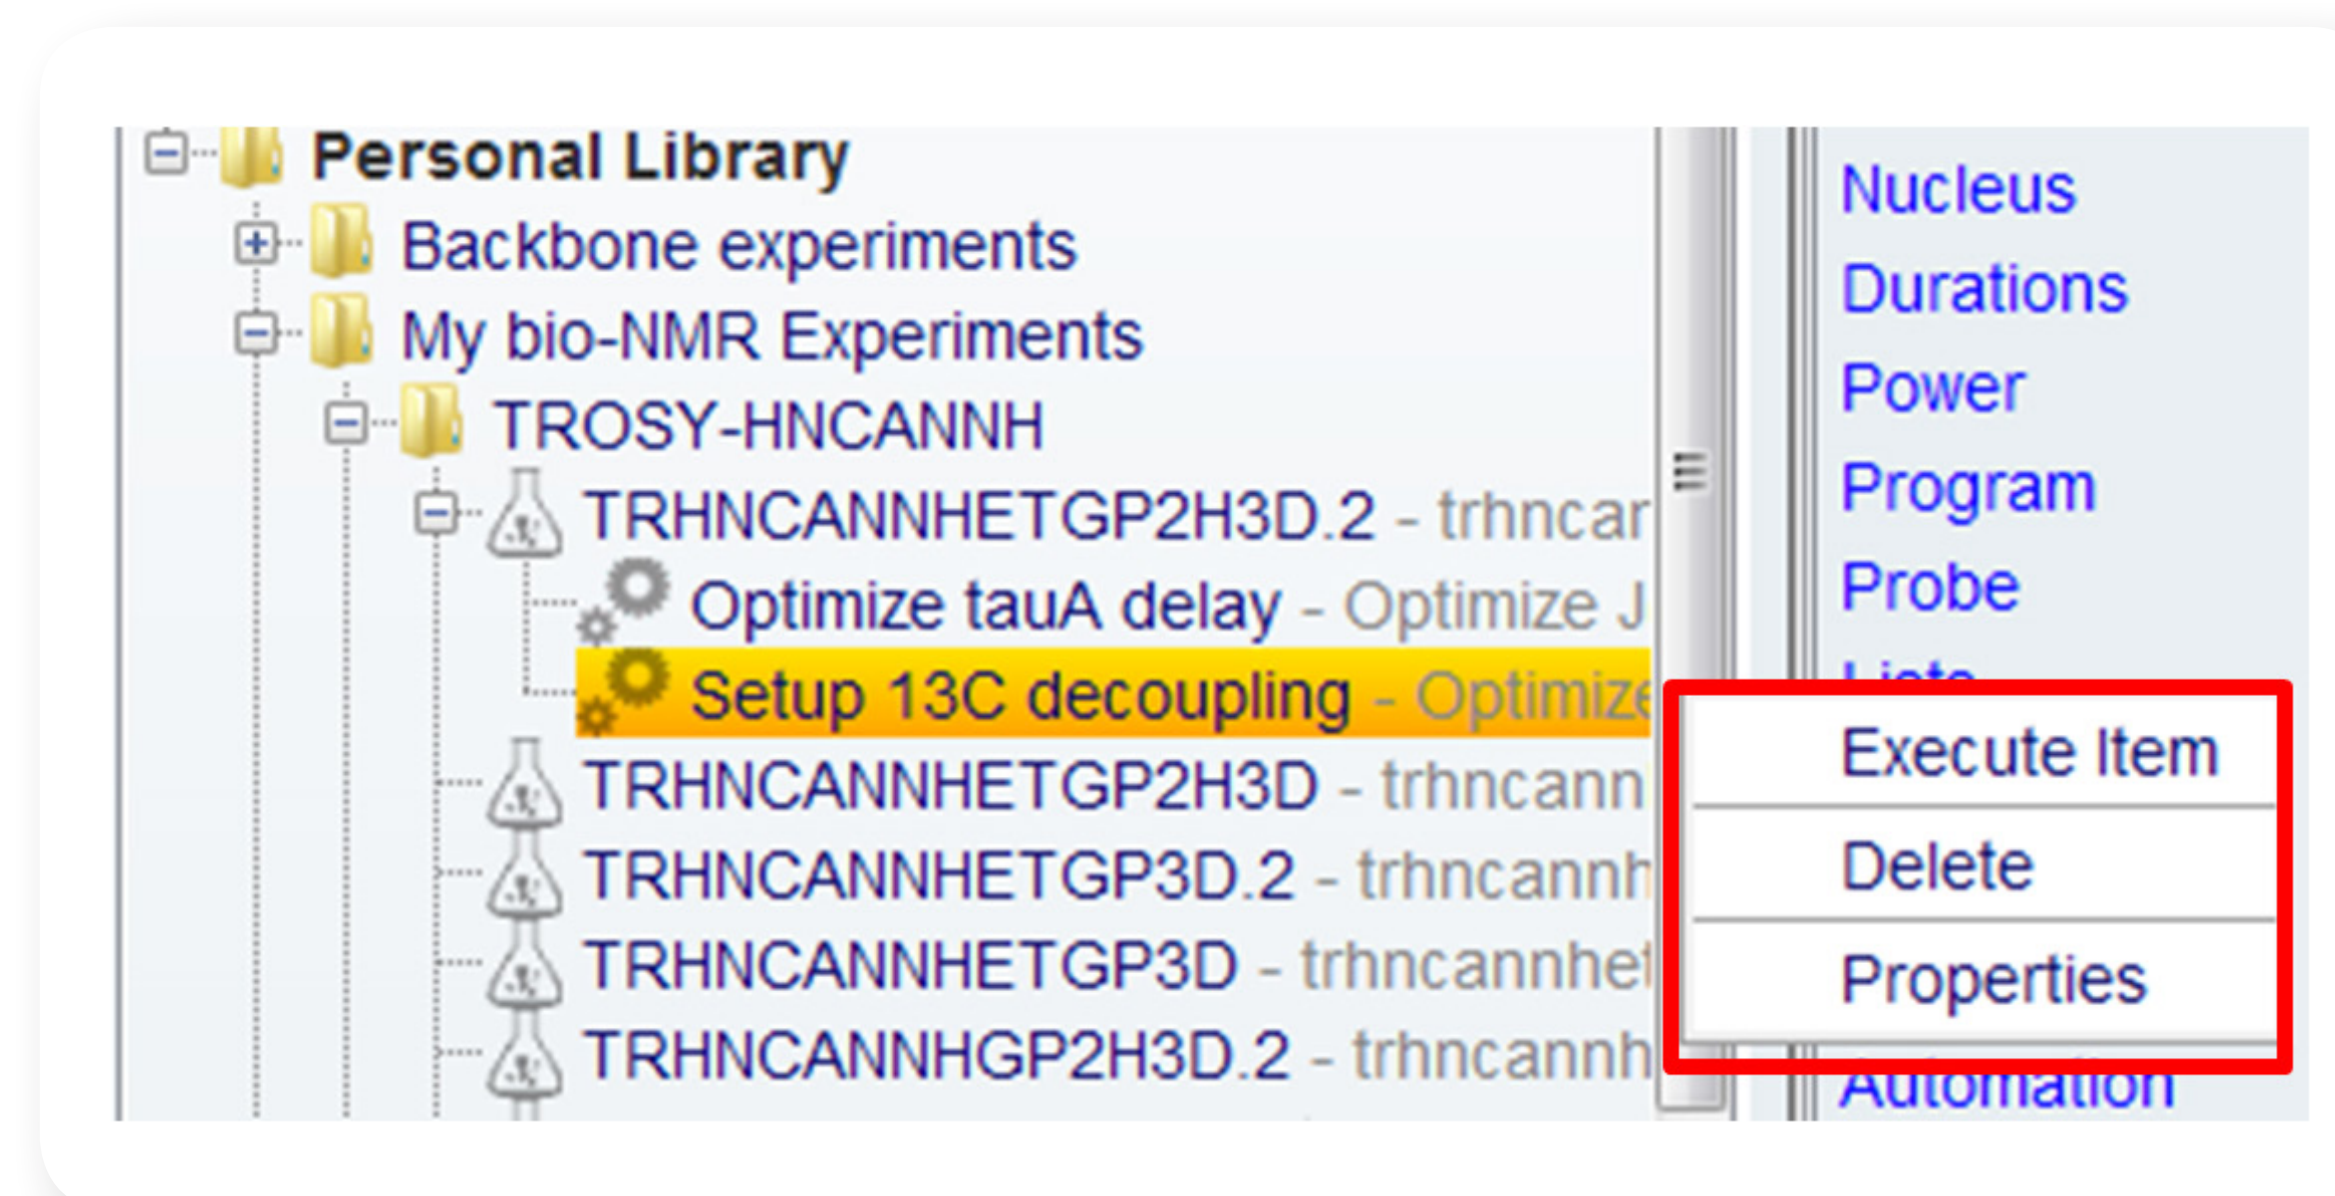 Personal Library
Backbone experiments
My bio-NMR Experiments
TROSY-HNCANNH
TRHNCANNHETGP2H3D.2 - trhncan
Optimize tauA delay - Optimize J
Setup 13C decoupling - Optimize
TRHNCANNHETGP2H3D - trhncann
TRHNCANNHETGP3D.2 - trhncannh
TRHNCANNHETGP3D - trhncannhet
TRHNCANNHGP2H3D.2 - trhncannh
Nucleus
Durations
Power
Program
Probe
Lists
Execute Item
Delete
Properties
Automation